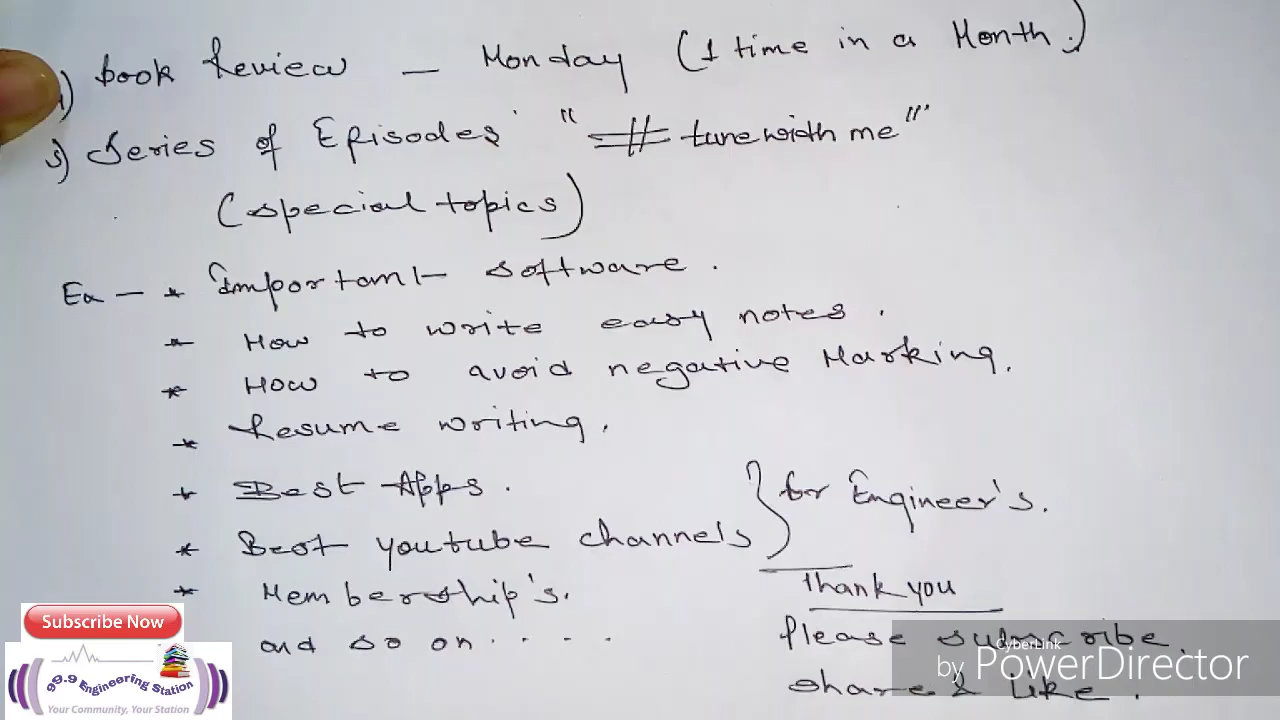 ) book Review – Monday (1 time in a Month.)
5) Series of Episodes "# tune with me"
(special topics)
Ex – * Important software.
* How to write easy notes.
* How to avoid negative Marking.
* Resume writing.
* Best Apps.
* Best youtube channels } for Engineer's.
* Membership's.
and so on . . . .
Thank you
Please subscribe,
share & Like.
Subscribe Now
99.9 Engineering Station
Your Community, Your Station
CyberLink
by PowerDirector